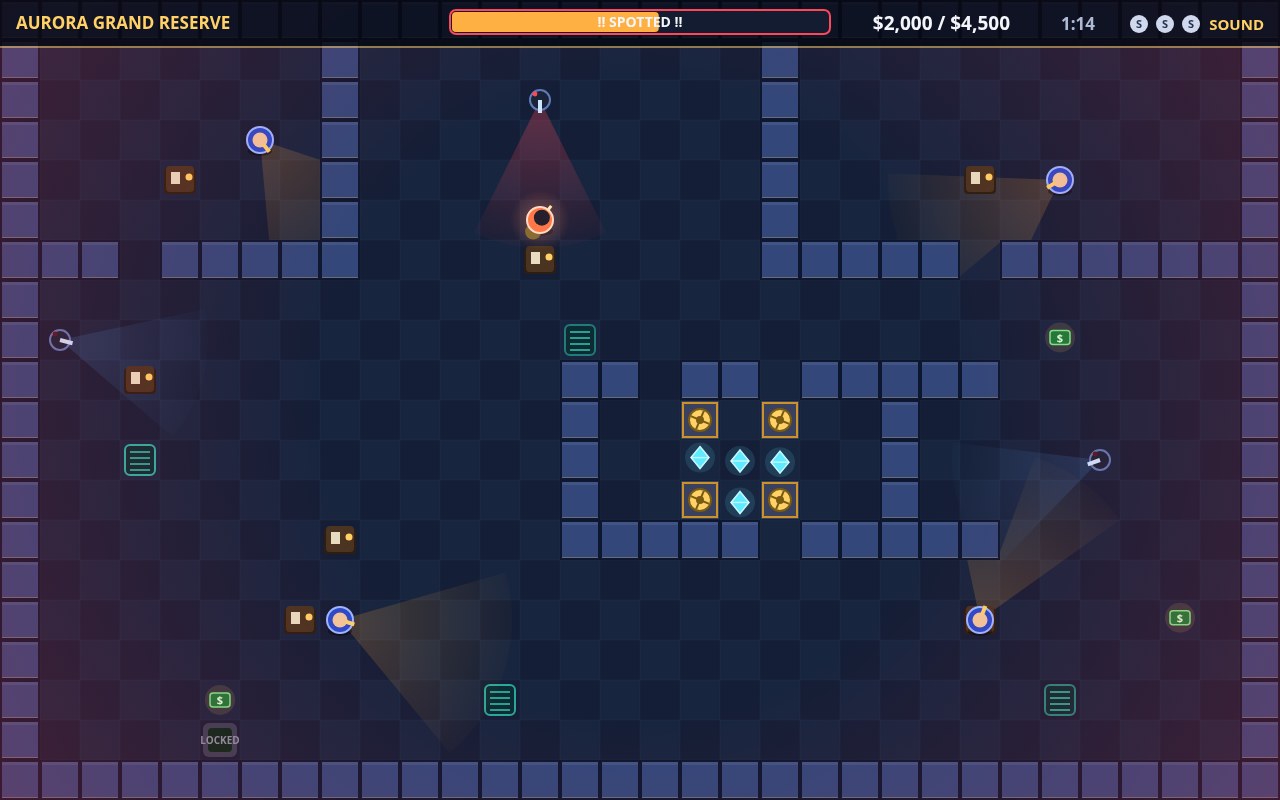 AURORA GRAND RESERVE
!! SPOTTED !!
$2,000 / $4,500
1:14
S S S SOUND
$
$
$
LOCKED